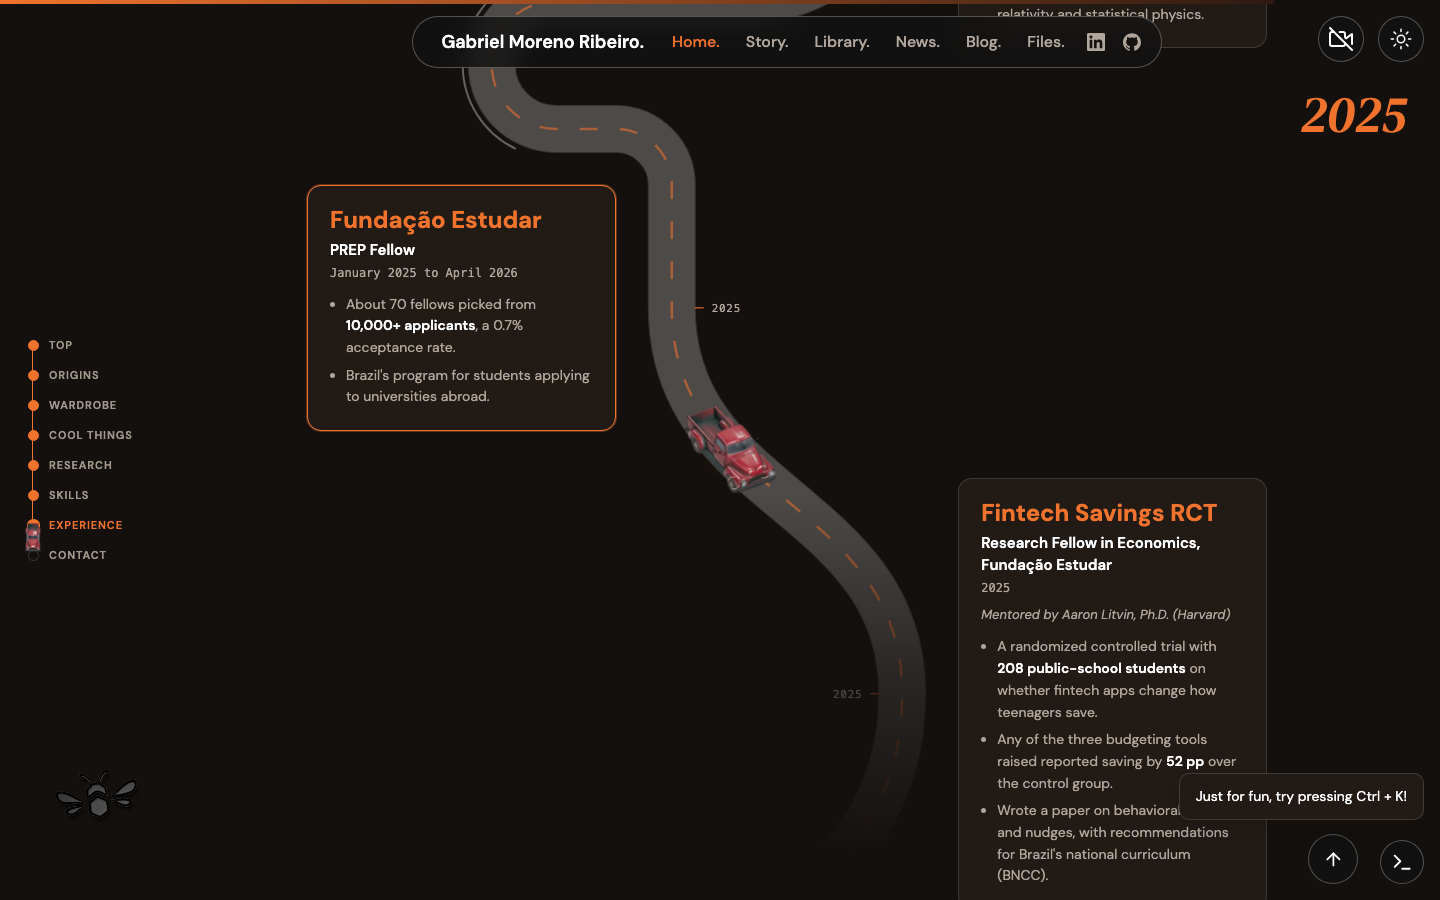 relativity and statistical physics.
Gabriel Moreno Ribeiro. Home. Story. Library. News. Blog. Files.
2025
Fundação Estudar
PREP Fellow
January 2025 to April 2026
About 70 fellows picked from
10,000+ applicants, a 0.7%
acceptance rate.
Brazil's program for students applying
to universities abroad.
2025
TOP
ORIGINS
WARDROBE
COOL THINGS
RESEARCH
SKILLS
EXPERIENCE
CONTACT
Fintech Savings RCT
Research Fellow in Economics,
Fundação Estudar
2025
Mentored by Aaron Litvin, Ph.D. (Harvard)
A randomized controlled trial with
208 public-school students on
whether fintech apps change how
teenagers save.
Any of the three budgeting tools
raised reported saving by 52 pp over
the control group.
Wrote a paper on behavioral
and nudges, with recommendations
for Brazil's national curriculum
(BNCC).
2025
Just for fun, try pressing Ctrl + K!